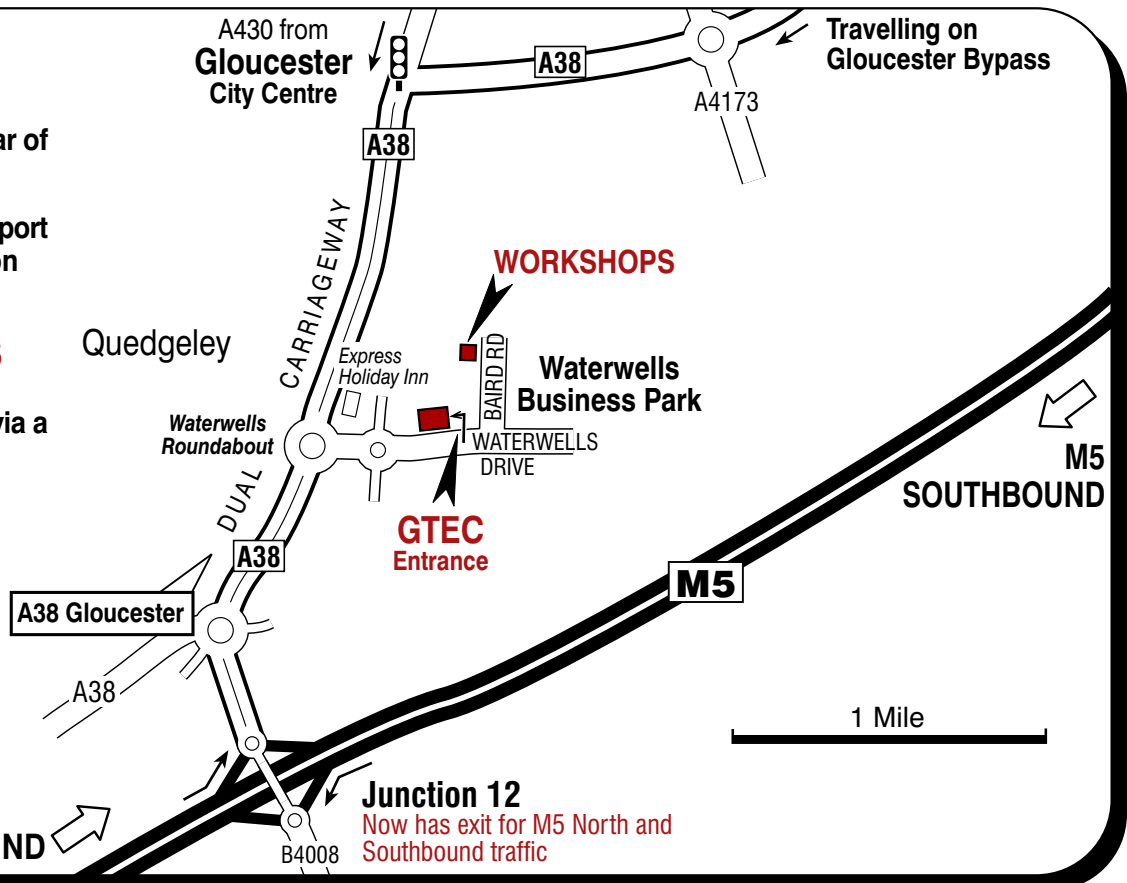 A430 from
Gloucester
City Centre
A38
Travelling on
Gloucester Bypass
A4173
A38
ar of
port
on
S
via a
DUAL CARRIAGEWAY
WORKSHOPS
Quedgeley
Express
Holiday Inn
BAIRD RD
Waterwells
Business Park
Waterwells
Roundabout
WATERWELLS
DRIVE
GTEC
Entrance
M5
SOUTHBOUND
A38
M5
A38 Gloucester
A38
1 Mile
Junction 12
Now has exit for M5 North and
Southbound traffic
ND
B4008